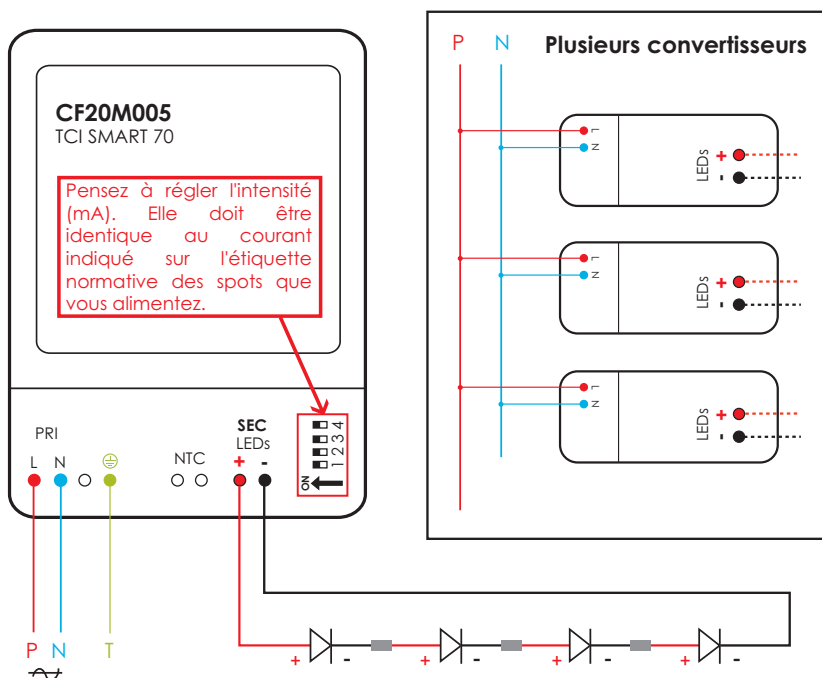 CF20M005
TCI SMART 70
Pensez à régler l'intensité
(mA). Elle doit être
identique au courant
indiqué sur l'étiquette
normative des spots que
vous alimentez.
PRI
L N
NTC
SEC
LEDs
+ -
1 2 3 4
ON
P N T
+ - + - + - + -
Plusieurs convertisseurs
P N
L
N
LEDs
+
-
L
N
LEDs
+
-
L
N
LEDs
+
-